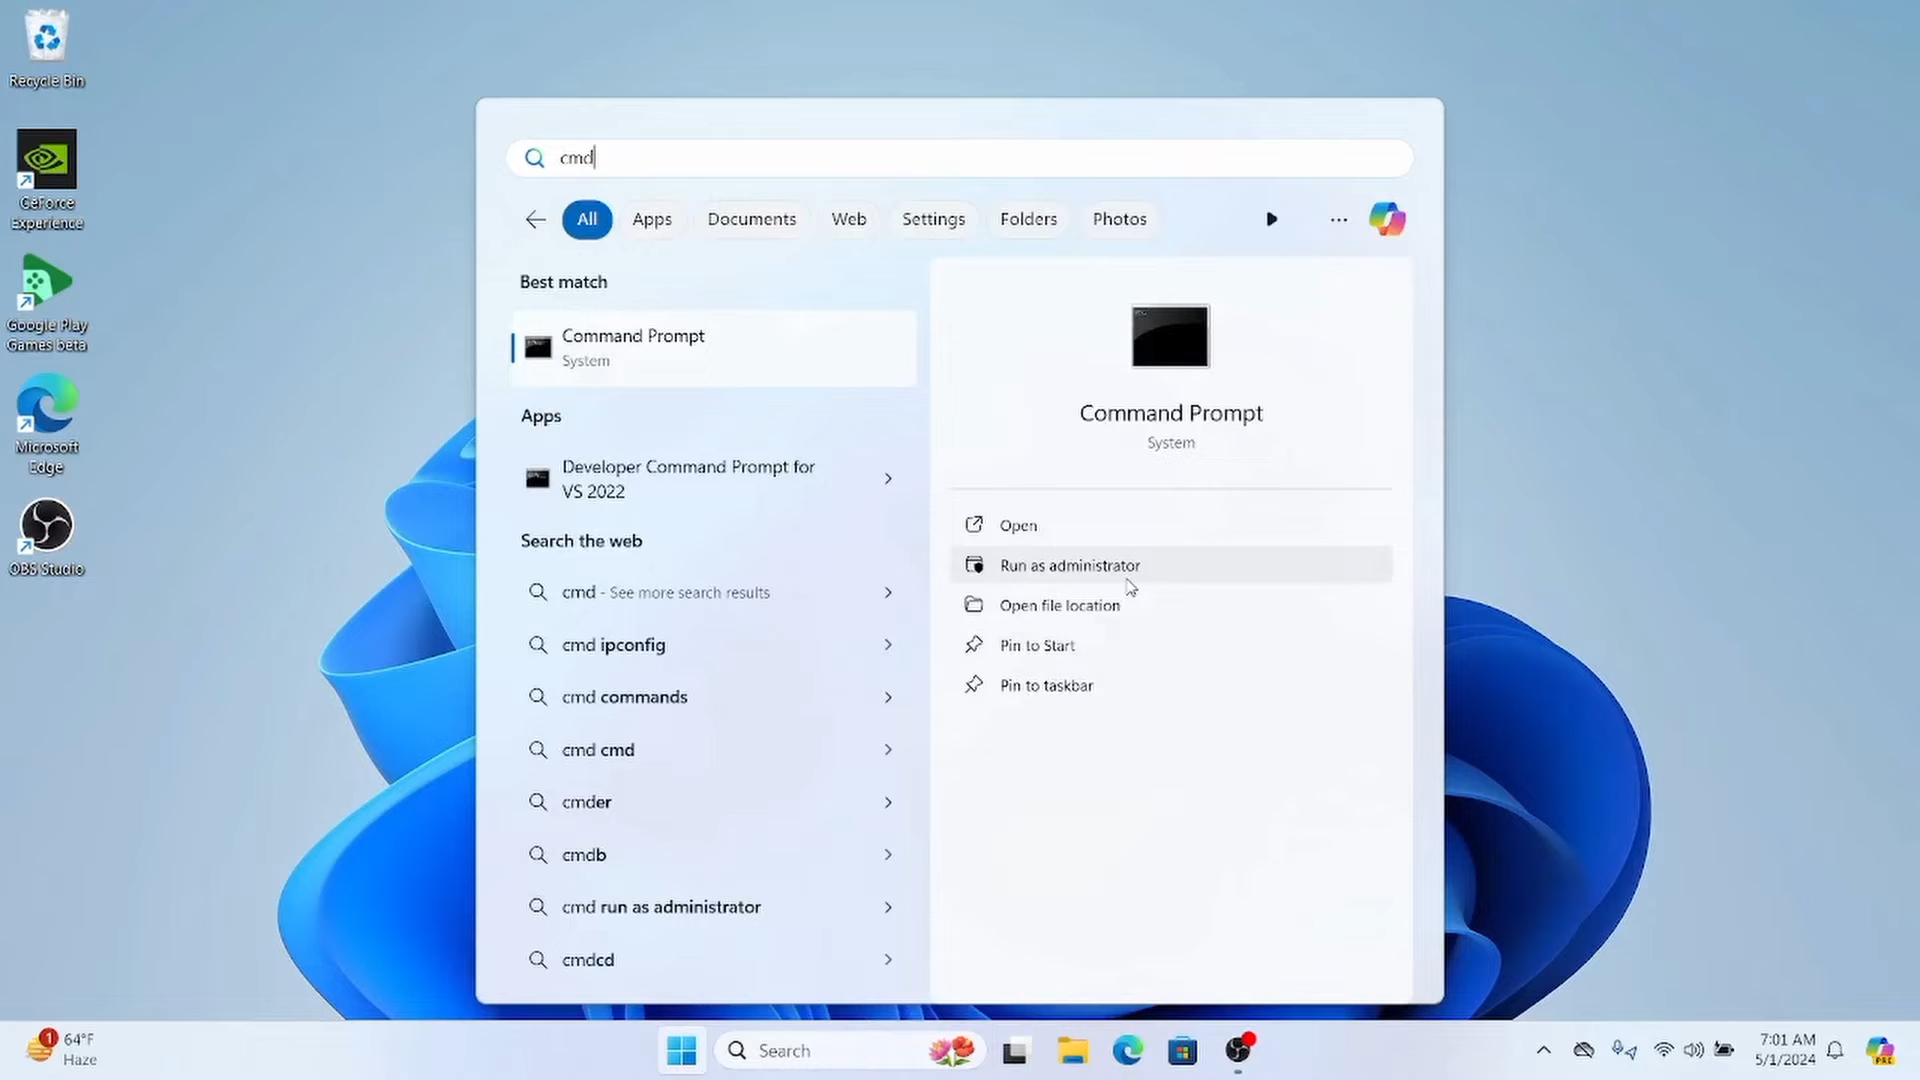 Recycle Bin
GeForce
Experience
Google Play
Games beta
Microsoft
Edge
OBS Studio
cmd
All
Apps
Documents
Web
Settings
Folders
Photos
Best match
Command Prompt
System
Apps
Developer Command Prompt for
VS 2022
Search the web
cmd - See more search results
cmd ipconfig
cmd commands
cmd cmd
cmder
cmdb
cmd run as administrator
cmdcd
Command Prompt
System
Open
Run as administrator
Open file location
Pin to Start
Pin to taskbar
1
64°F
Haze
Search
7:01 AM
5/1/2024
PRE